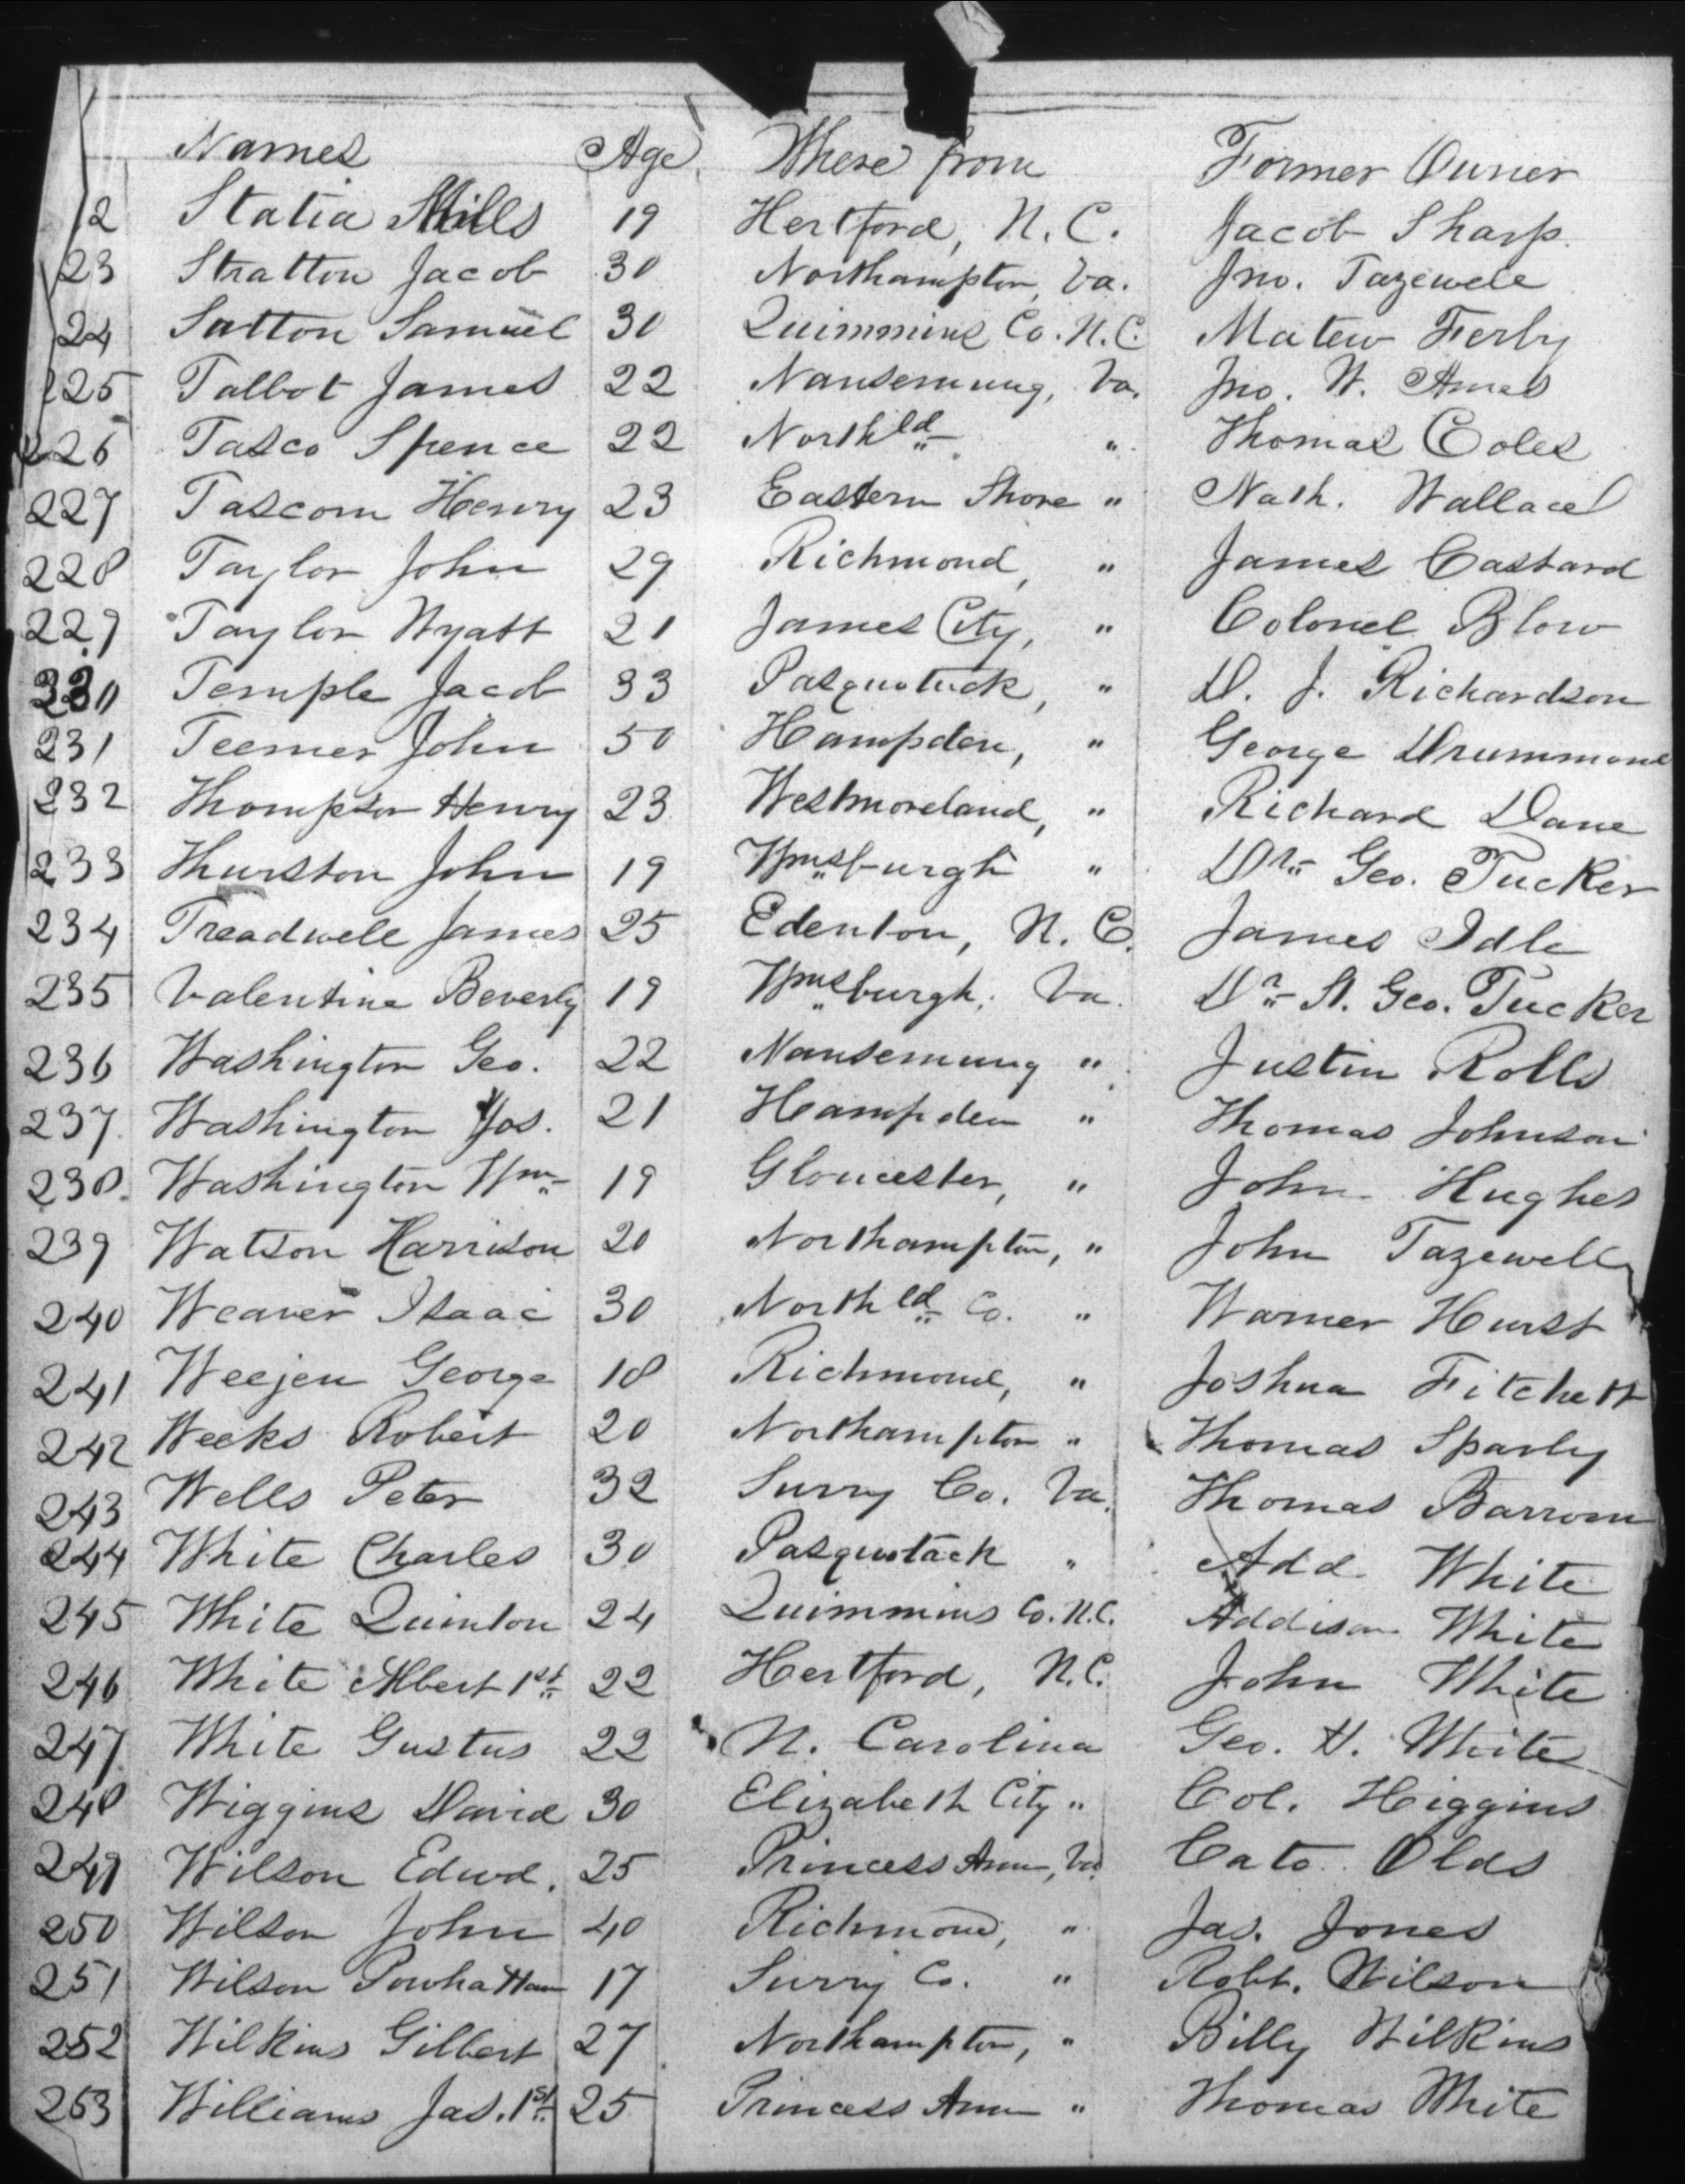 Names Age Where from Former Owner
2 Statia Mills 19 Hertford, N.C. Jacob Sharp
23 Stratton Jacob 30 Northampton, Va. Jno. Tazewell
24 Sutton Samuel 30 Quimmins Co. N.C. Matew Ferby
225 Talbot James 22 Nansemung, Va. Jno. W. Ames
226 Tasco Spence 22 North'ld " Thomas Coles
227 Tascom Henry 23 Eastern Shore " Nath. Wallace
228 Taylor John 29 Richmond, " James Castard
229 Taylor Wyatt 21 James City, " Colonel Blow
230 Temple Jacob 33 Pasquotuck, " D. J. Richardson
231 Teemer John 50 Hampden, " George Drummond
232 Thompson Henry 23 Westmoreland, " Richard Dane
233 Thurston John 19 Wmsburgh " Dr. Geo. Tucker
234 Treadwell James 25 Edenton, N.C. James Idle
235 Valentine Beverly 19 Wmsburgh, Va. Dr. St. Geo. Tucker
236 Washington Geo. 22 Nansemung " Justin Rolls
237 Washington Jos. 21 Hampden " Thomas Johnson
238 Washington Wm 19 Gloucester, " John Hughes
239 Watson Harrison 20 Northampton, " John Tazewell
240 Weaver Isaac 30 North'ld Co. " Warner Hurst
241 Weejen George 18 Richmond, " Joshua Fitchett
242 Weeks Robert 20 Northampton " Thomas Sparly
243 Wells Peter 32 Surry Co. Va. Thomas Barrom
244 White Charles 30 Pasquotack " Add White
245 White Quinton 24 Quimmins Co. N.C. Addison White
246 White Albert 1st 22 Hertford, N.C. John White
247 White Gustus 22 N. Carolina Geo. H. White
248 Wiggins David 30 Elizabeth City " Col. Higgins
249 Wilson Edwd. 25 Princess Ann, Va. Cato Olds
250 Wilson John 40 Richmond, " Jas. Jones
251 Wilson Powhattan 17 Surry Co. " Robt. Wilson
252 Wilkins Gilbert 27 Northampton, " Billy Wilkins
253 Williams Jas. 1st 25 Princess Ann " Thomas White